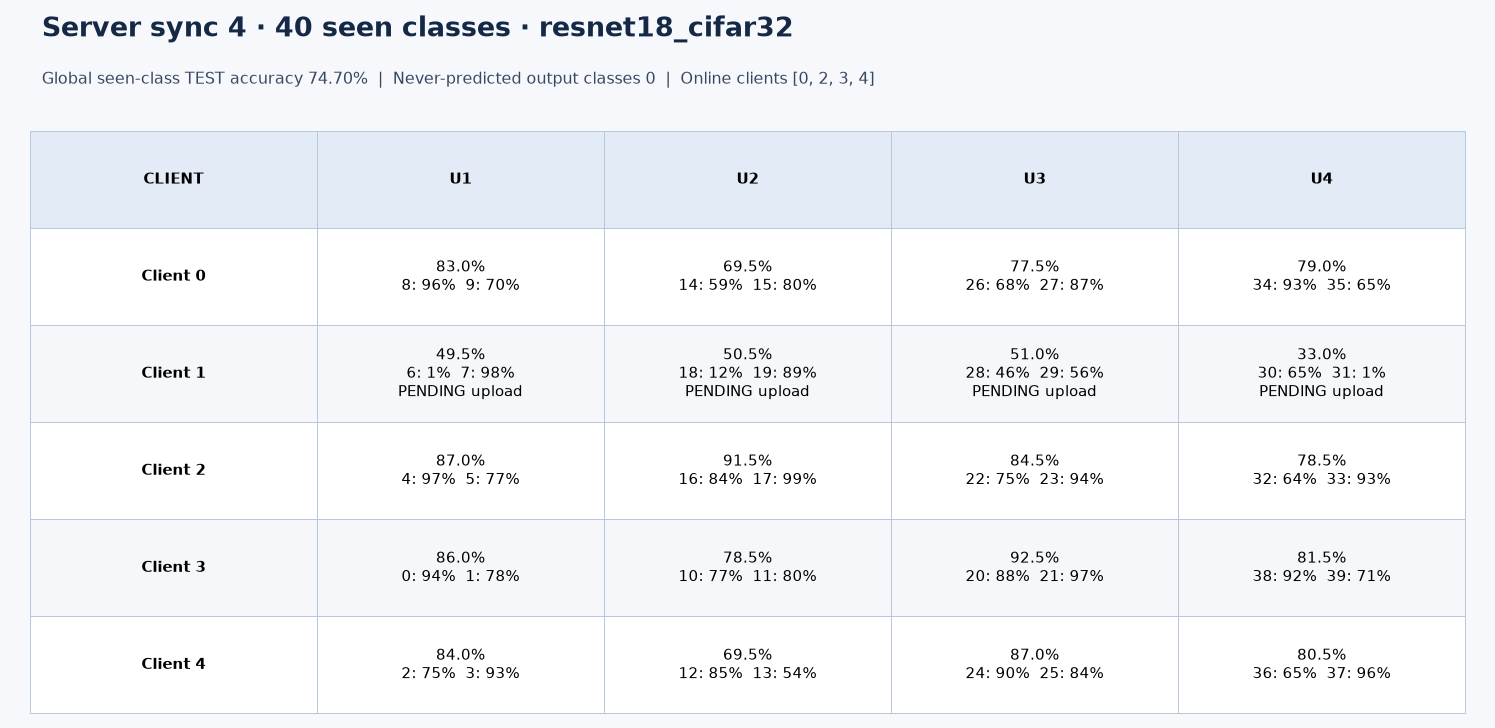 Server sync 4 · 40 seen classes · resnet18_cifar32
Global seen-class TEST accuracy 74.70%  |  Never-predicted output classes 0  |  Online clients [0, 2, 3, 4]
CLIENT U1 U2 U3 U4
Client 0
83.0%
8: 96%  9: 70%
69.5%
14: 59%  15: 80%
77.5%
26: 68%  27: 87%
79.0%
34: 93%  35: 65%
Client 1
49.5%
6: 1%  7: 98%
PENDING upload
50.5%
18: 12%  19: 89%
PENDING upload
51.0%
28: 46%  29: 56%
PENDING upload
33.0%
30: 65%  31: 1%
PENDING upload
Client 2
87.0%
4: 97%  5: 77%
91.5%
16: 84%  17: 99%
84.5%
22: 75%  23: 94%
78.5%
32: 64%  33: 93%
Client 3
86.0%
0: 94%  1: 78%
78.5%
10: 77%  11: 80%
92.5%
20: 88%  21: 97%
81.5%
38: 92%  39: 71%
Client 4
84.0%
2: 75%  3: 93%
69.5%
12: 85%  13: 54%
87.0%
24: 90%  25: 84%
80.5%
36: 65%  37: 96%